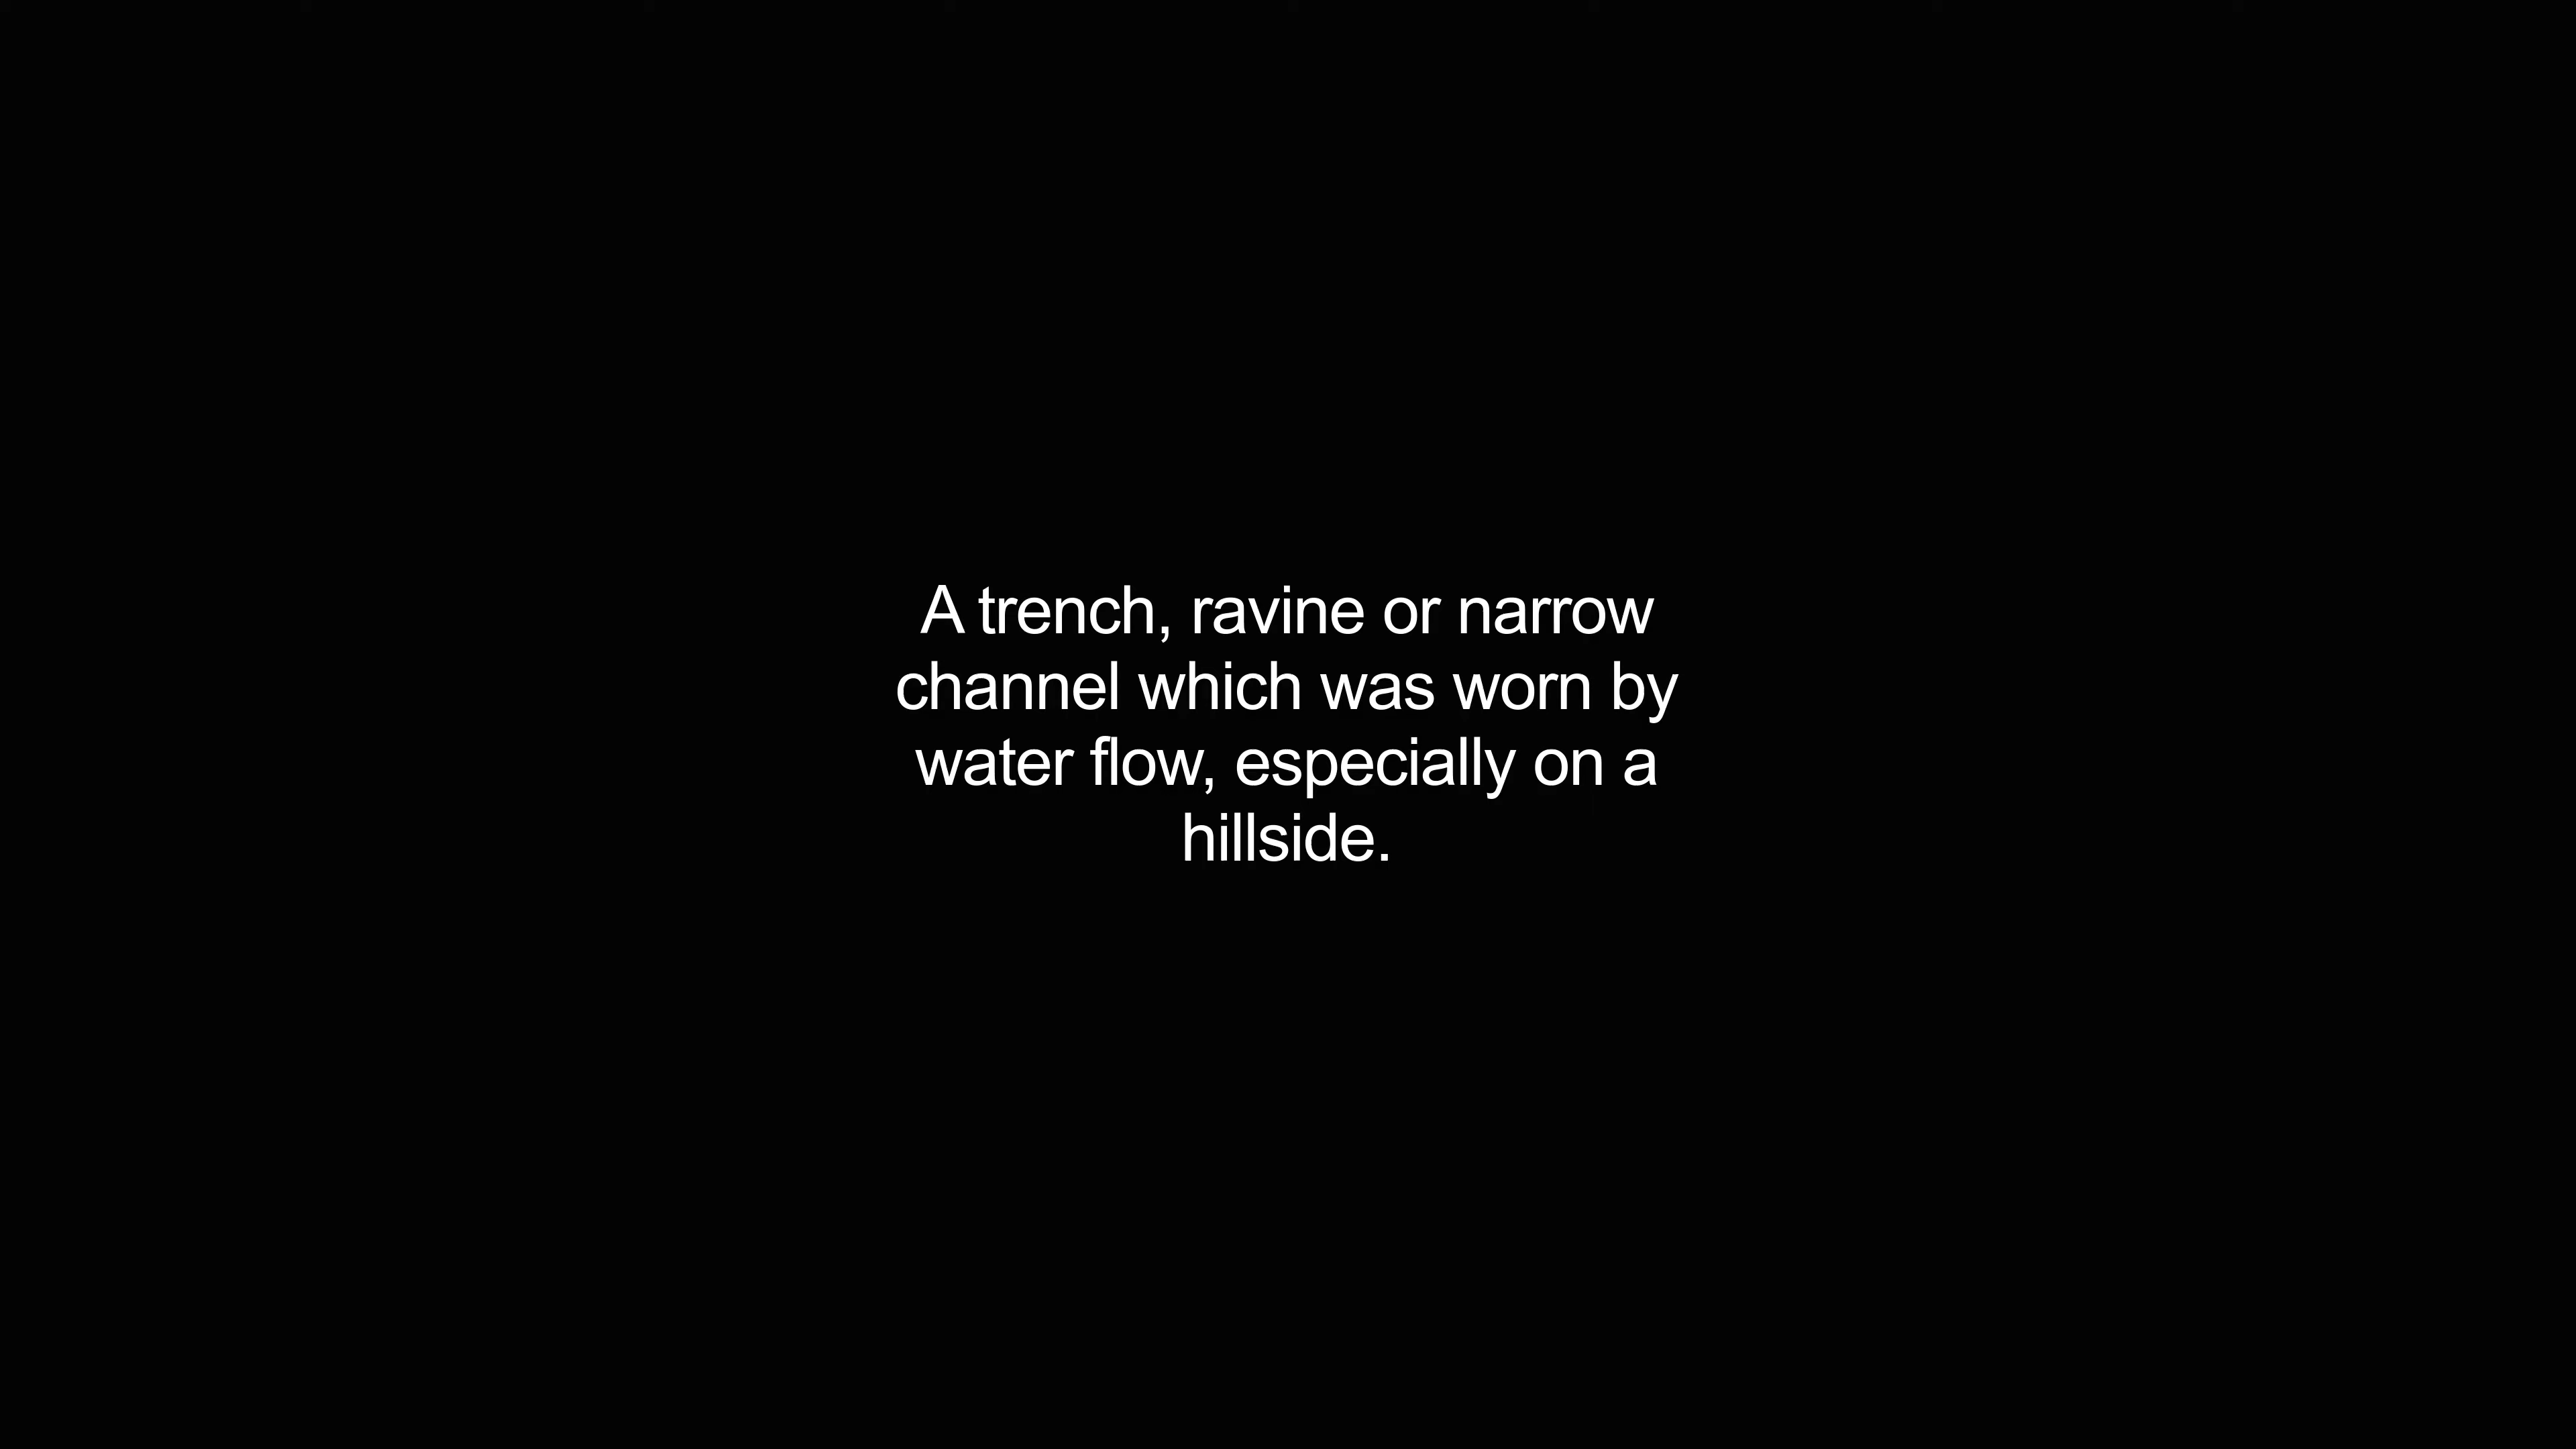 A trench, ravine or narrow
channel which was worn by
water flow, especially on a
hillside.